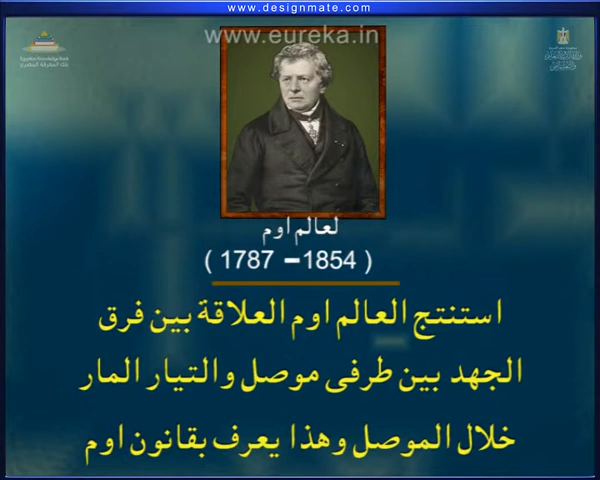 www.designmate.com
www.eureka.in
لعالم اوم
( 1787 – 1854 )
استنتج العالم اوم العلاقة بين فرق
الجهد بين طرفى موصل والتيار المار
خلال الموصل وهذا يعرف بقانون اوم